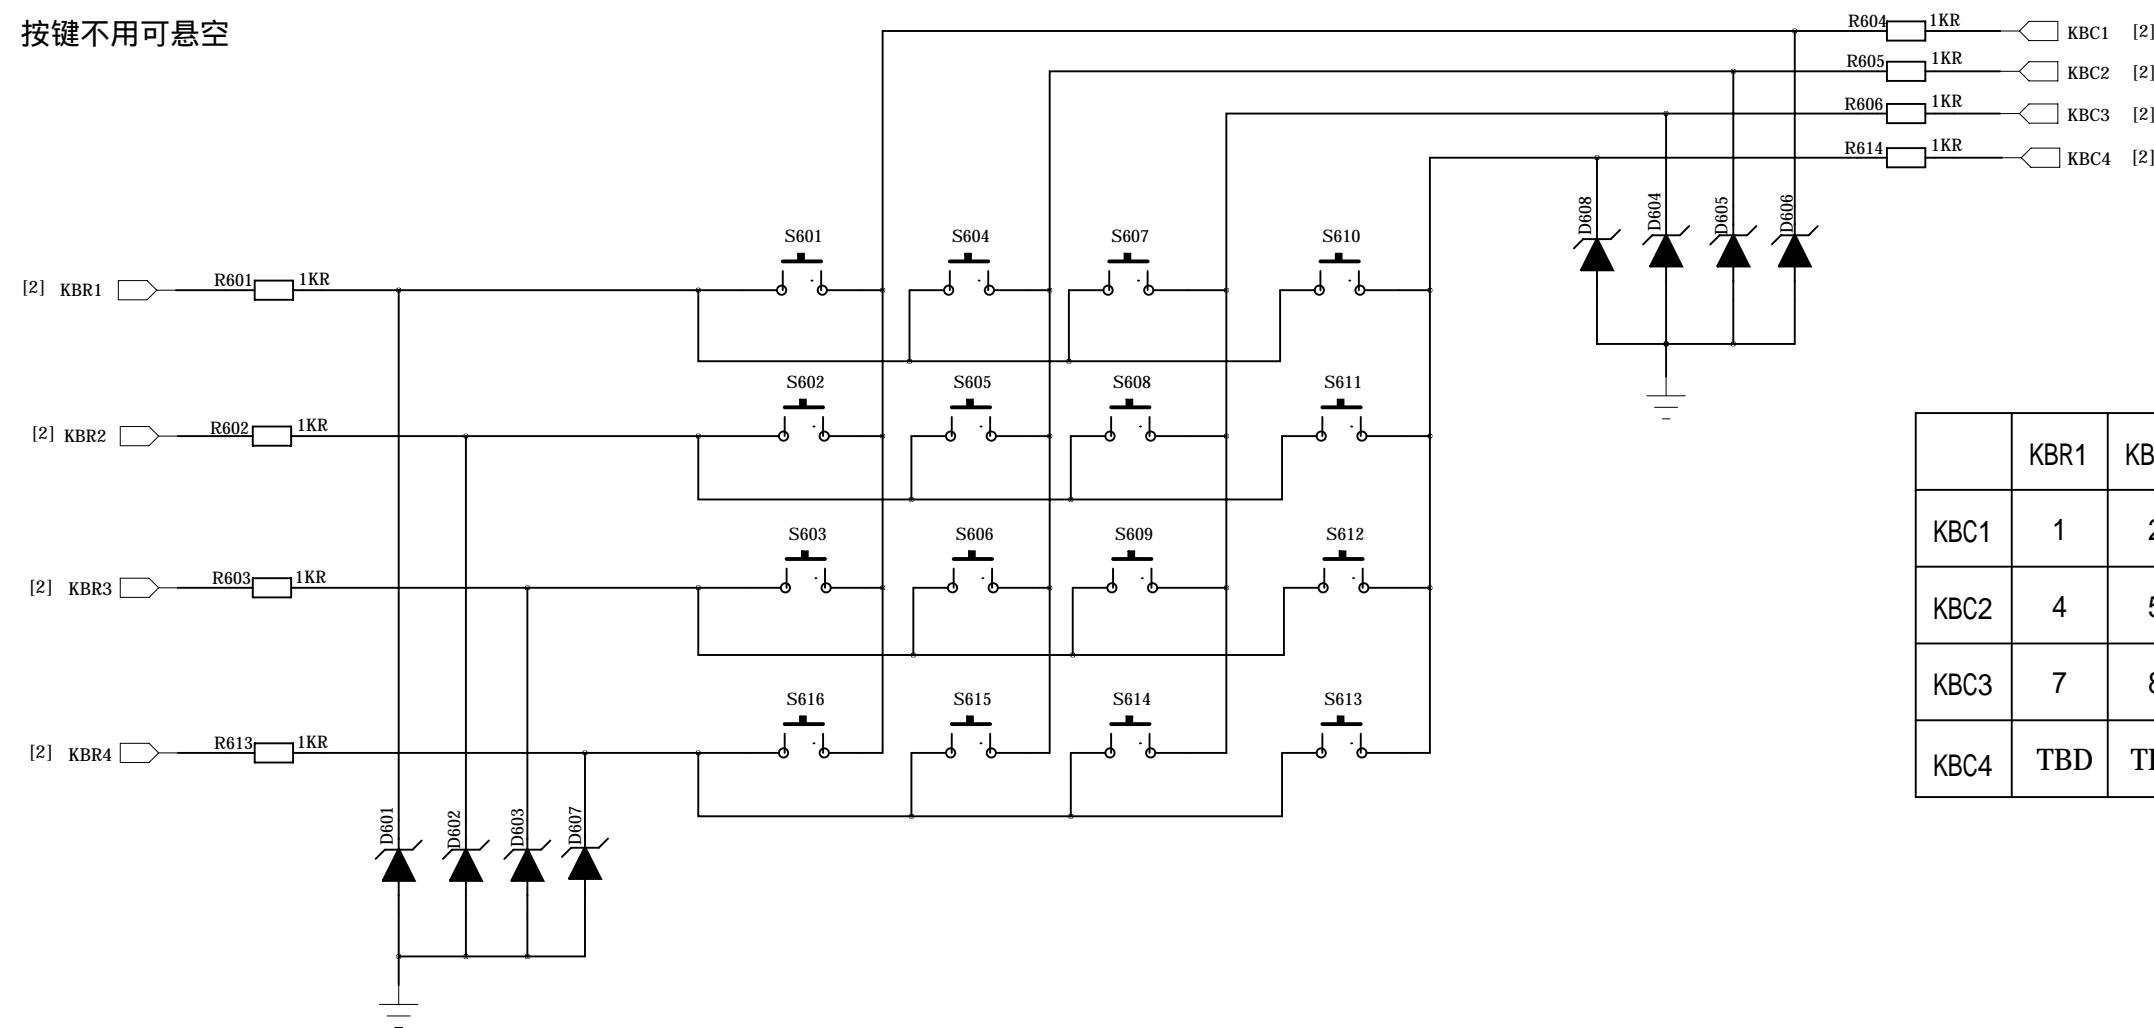 按键不用可悬空
R604 1KR KBC1 [2]
R605 1KR KBC2 [2]
R606 1KR KBC3 [2]
R614 1KR KBC4 [2]
D608 D604 D605 D606
S601 S604 S607 S610
[2] KBR1 R601 1KR
S602 S605 S608 S611
[2] KBR2 R602 1KR
S603 S606 S609 S612
[2] KBR3 R603 1KR
S616 S615 S614 S613
[2] KBR4 R613 1KR
D601 D602 D603 D607
KBR1
KBC1 1
KBC2 4
KBC3 7
KBC4 TBD